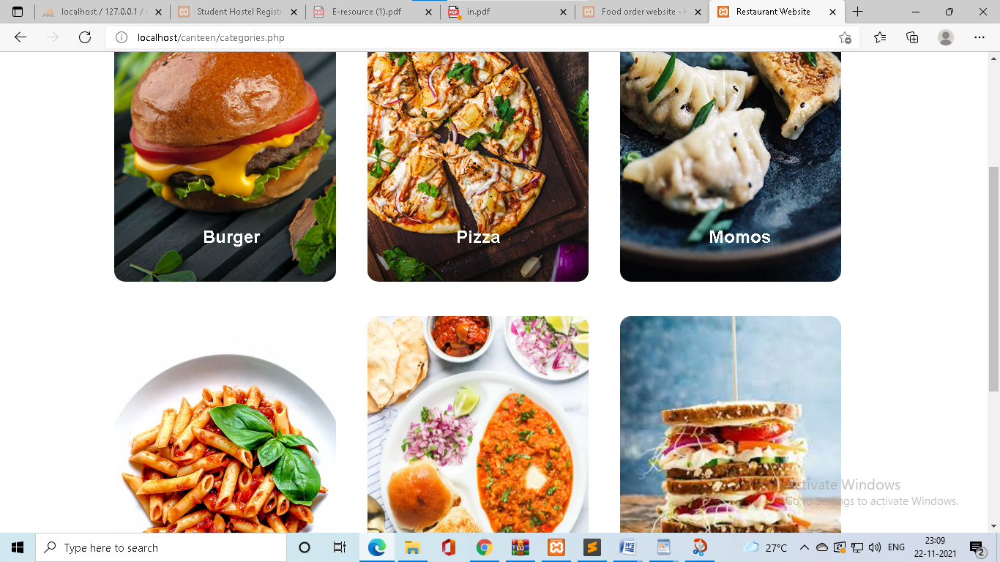 localhost / 127.0.0.1 /
Student Hostel Registr
E-resource (1).pdf
in.pdf
Food order website - H
Restaurant Website
localhost/canteen/categories.php
Burger
Pizza
Momos
Activate Windows
Go to Settings to activate Windows.
Type here to search
27°C
ENG
23:09
22-11-2021
2